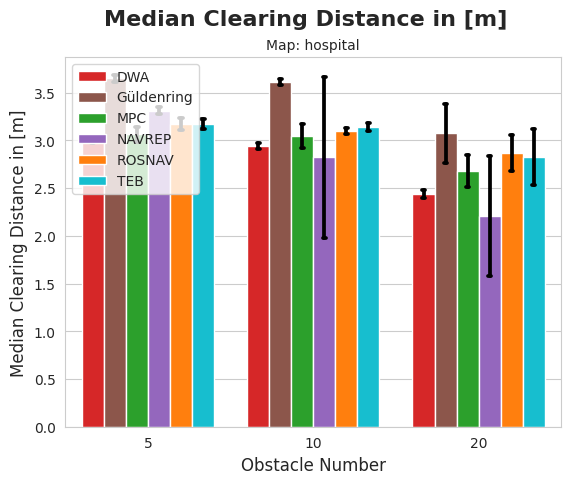 Median Clearing Distance in [m]
Map: hospital
DWA
Güldenring
MPC
NAVREP
ROSNAV
TEB
Median Clearing Distance in [m]
3.5
3.0
2.5
2.0
1.5
1.0
0.5
0.0
5
10
20
Obstacle Number